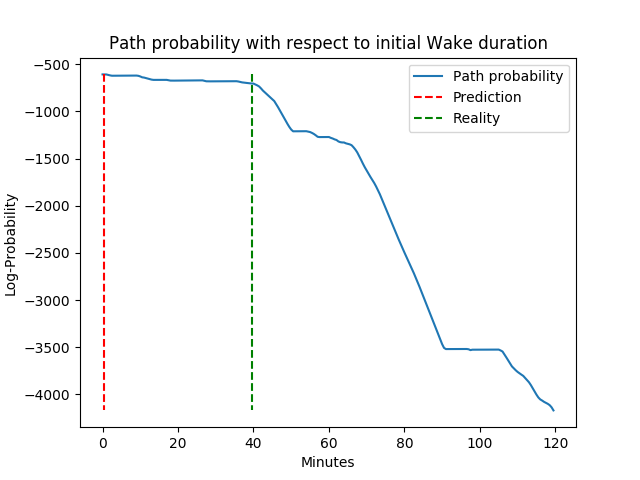 Path probability with respect to initial Wake duration
Path probability
Prediction
Reality
−500
−1000
−1500
−2000
−2500
−3000
−3500
−4000
Log-Probability
0 20 40 60 80 100 120
Minutes